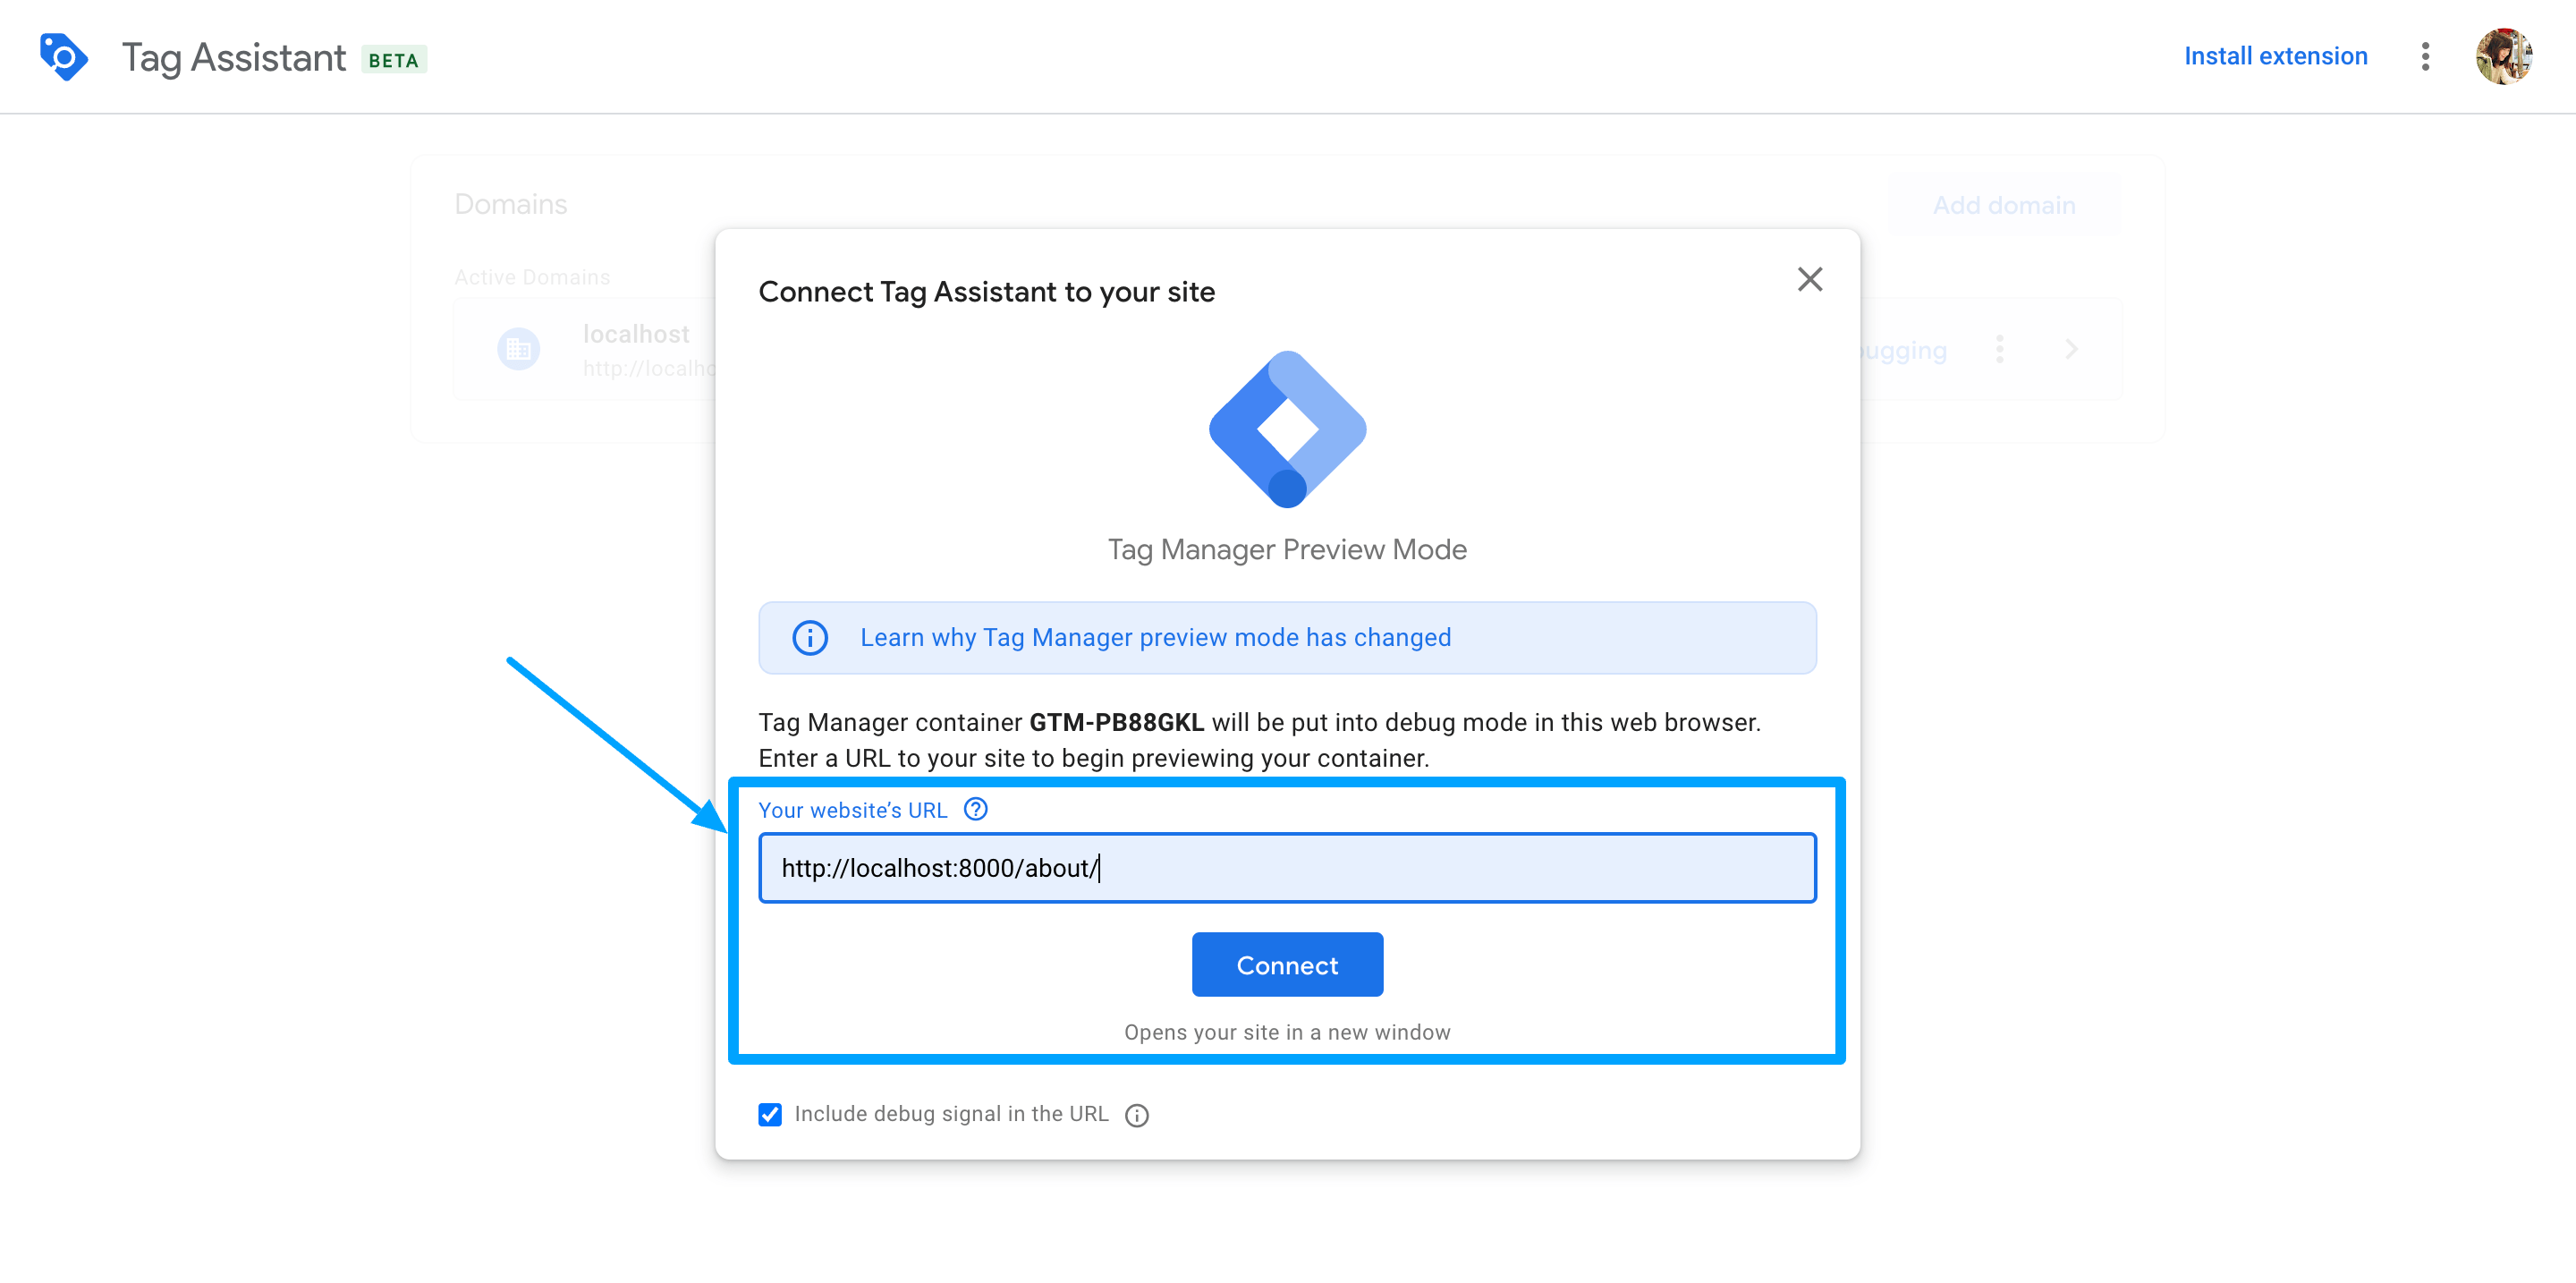 Tag Assistant BETA
Install extension
Domains
Add domain
Active Domains
localhost
http://localho
bugging
Connect Tag Assistant to your site
Tag Manager Preview Mode
Learn why Tag Manager preview mode has changed
Tag Manager container GTM-PB88GKL will be put into debug mode in this web browser.
Enter a URL to your site to begin previewing your container.
Your website’s URL
http://localhost:8000/about/
Connect
Opens your site in a new window
Include debug signal in the URL